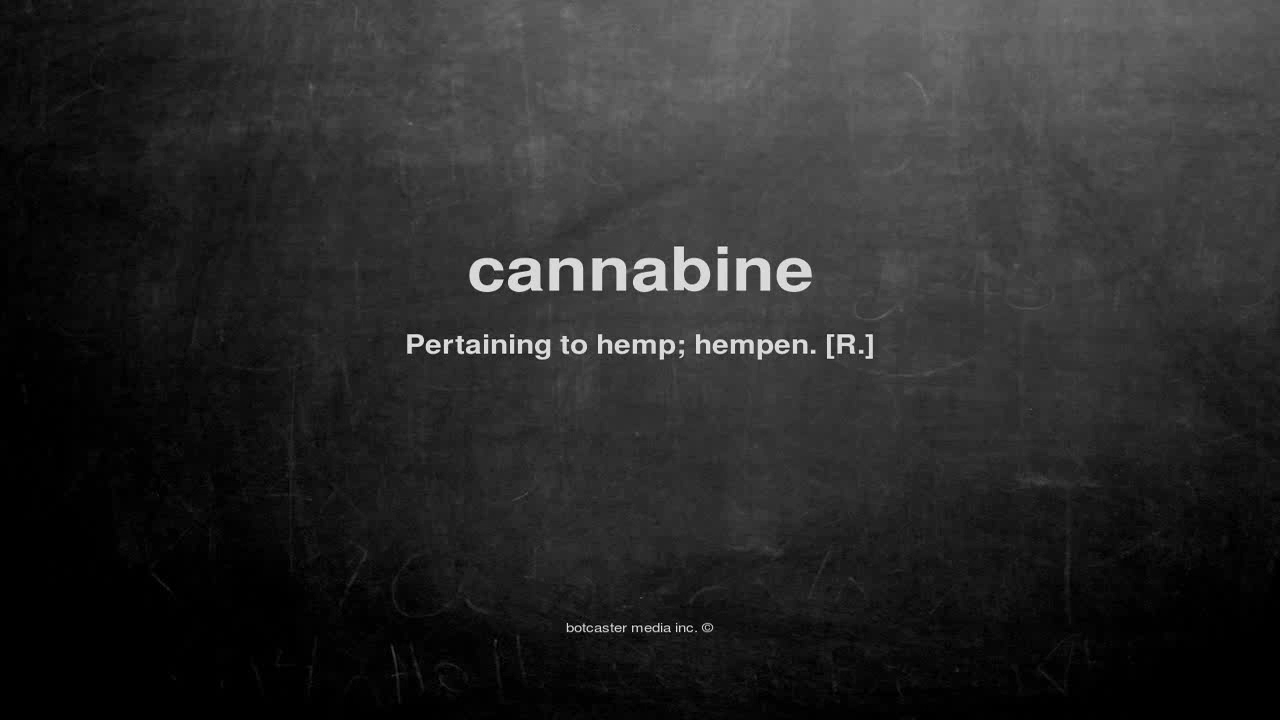 cannabine
Pertaining to hemp; hempen. [R.]
botcaster media inc. ©